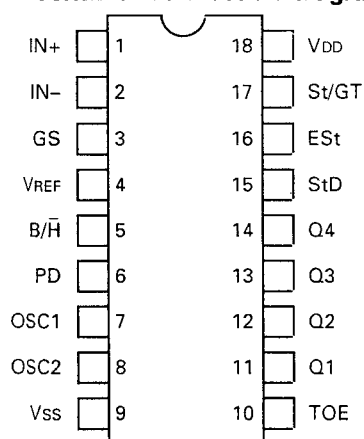 IN+ 1 18 VDD
IN− 2 17 St/GT
GS 3 16 ESt
VREF 4 15 StD
B/H̅ 5 14 Q4
PD 6 13 Q3
OSC1 7 12 Q2
OSC2 8 11 Q1
Vss 9 10 TOE